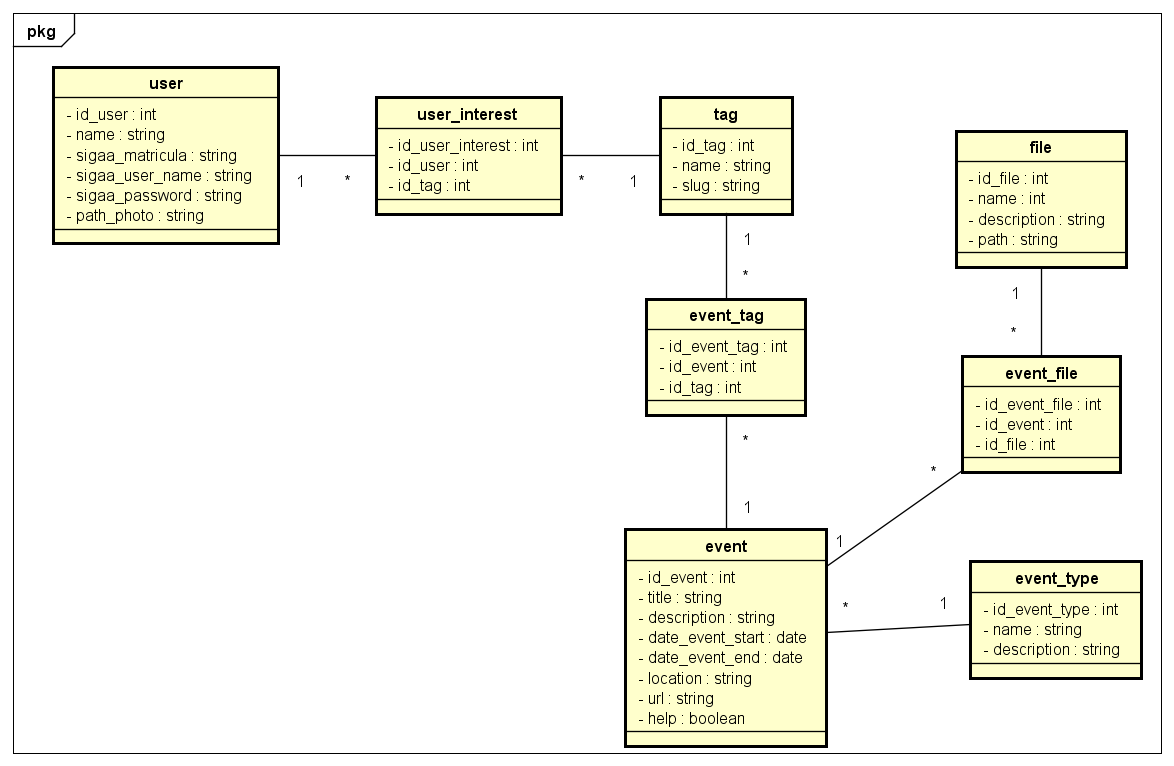 pkg
user
- id_user : int
- name : string
- sigaa_matricula : string
- sigaa_user_name : string
- sigaa_password : string
- path_photo : string
1
*
user_interest
- id_user_interest : int
- id_user : int
- id_tag : int
*
1
tag
- id_tag : int
- name : string
- slug : string
1
*
file
- id_file : int
- name : int
- description : string
- path : string
1
*
event_tag
- id_event_tag : int
- id_event : int
- id_tag : int
*
1
event_file
- id_event_file : int
- id_event : int
- id_file : int
*
1
event
- id_event : int
- title : string
- description : string
- date_event_start : date
- date_event_end : date
- location : string
- url : string
- help : boolean
*
1
event_type
- id_event_type : int
- name : string
- description : string